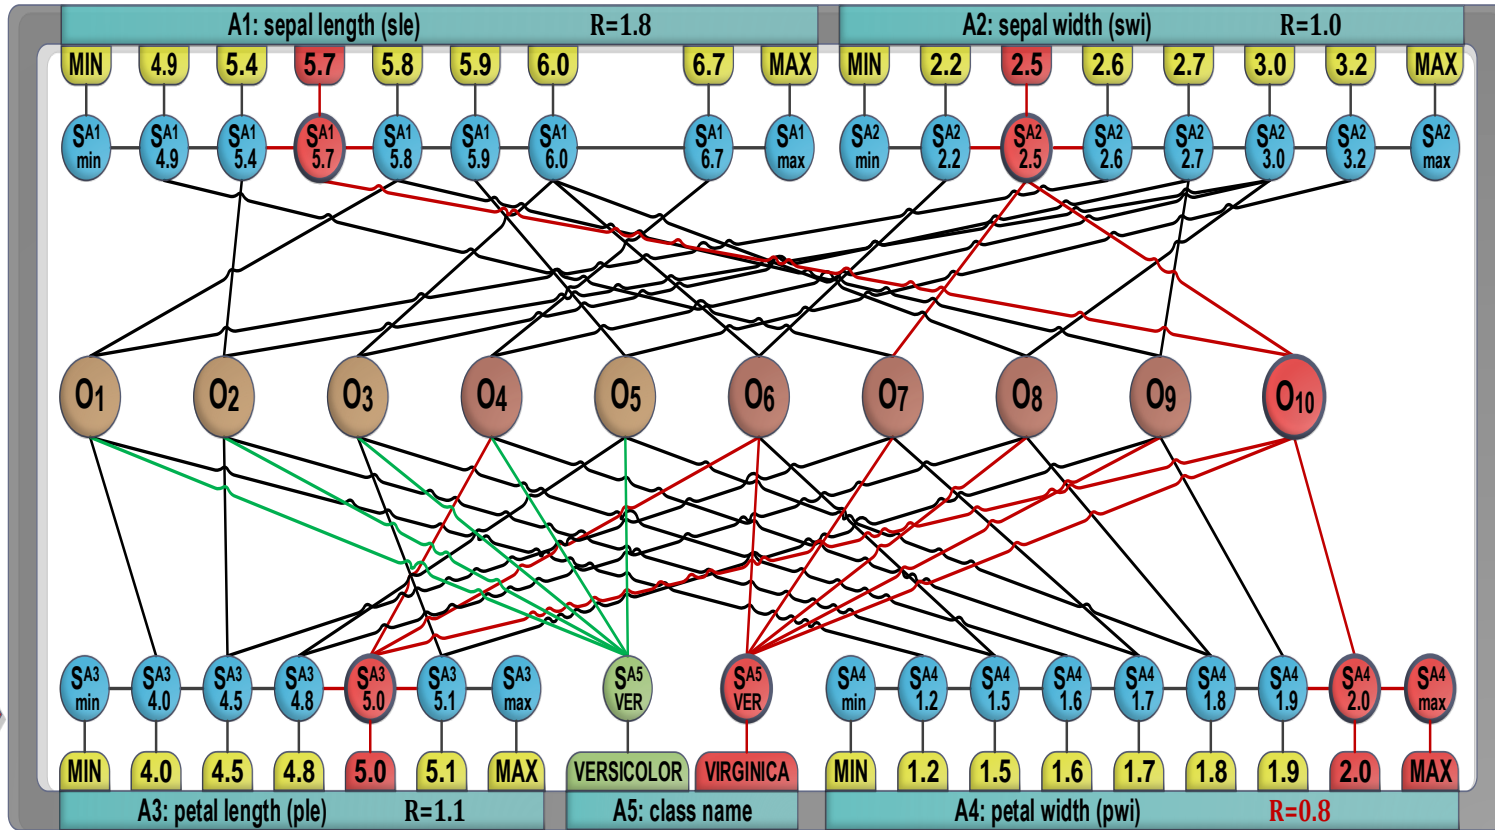 A1: sepal length (sle) R=1.8 A2: sepal width (swi) R=1.0
MIN 4.9 5.4 5.7 5.8 5.9 6.0 6.7 MAX MIN 2.2 2.5 2.6 2.7 3.0 3.2 MAX
SA1 SA1 SA1 SA1 SA1 SA1 SA1 SA1 SA1 SA2 SA2 SA2 SA2 SA2 SA2 SA2 SA2
min 4.9 5.4 5.7 5.8 5.9 6.0 6.7 max min 2.2 2.5 2.6 2.7 3.0 3.2 max
O1 O2 O3 O4 O5 O6 O7 O8 O9 O10
SA3 SA3 SA3 SA3 SA3 SA3 SA3 SA5 SA5 SA4 SA4 SA4 SA4 SA4 SA4 SA4 SA4 SA4
min 4.0 4.5 4.8 5.0 5.1 max VER VER min 1.2 1.5 1.6 1.7 1.8 1.9 2.0 max
MIN 4.0 4.5 4.8 5.0 5.1 MAX VERSICOLOR VIRGINICA MIN 1.2 1.5 1.6 1.7 1.8 1.9 2.0 MAX
A3: petal length (ple) R=1.1 A5: class name A4: petal width (pwi) R=0.8